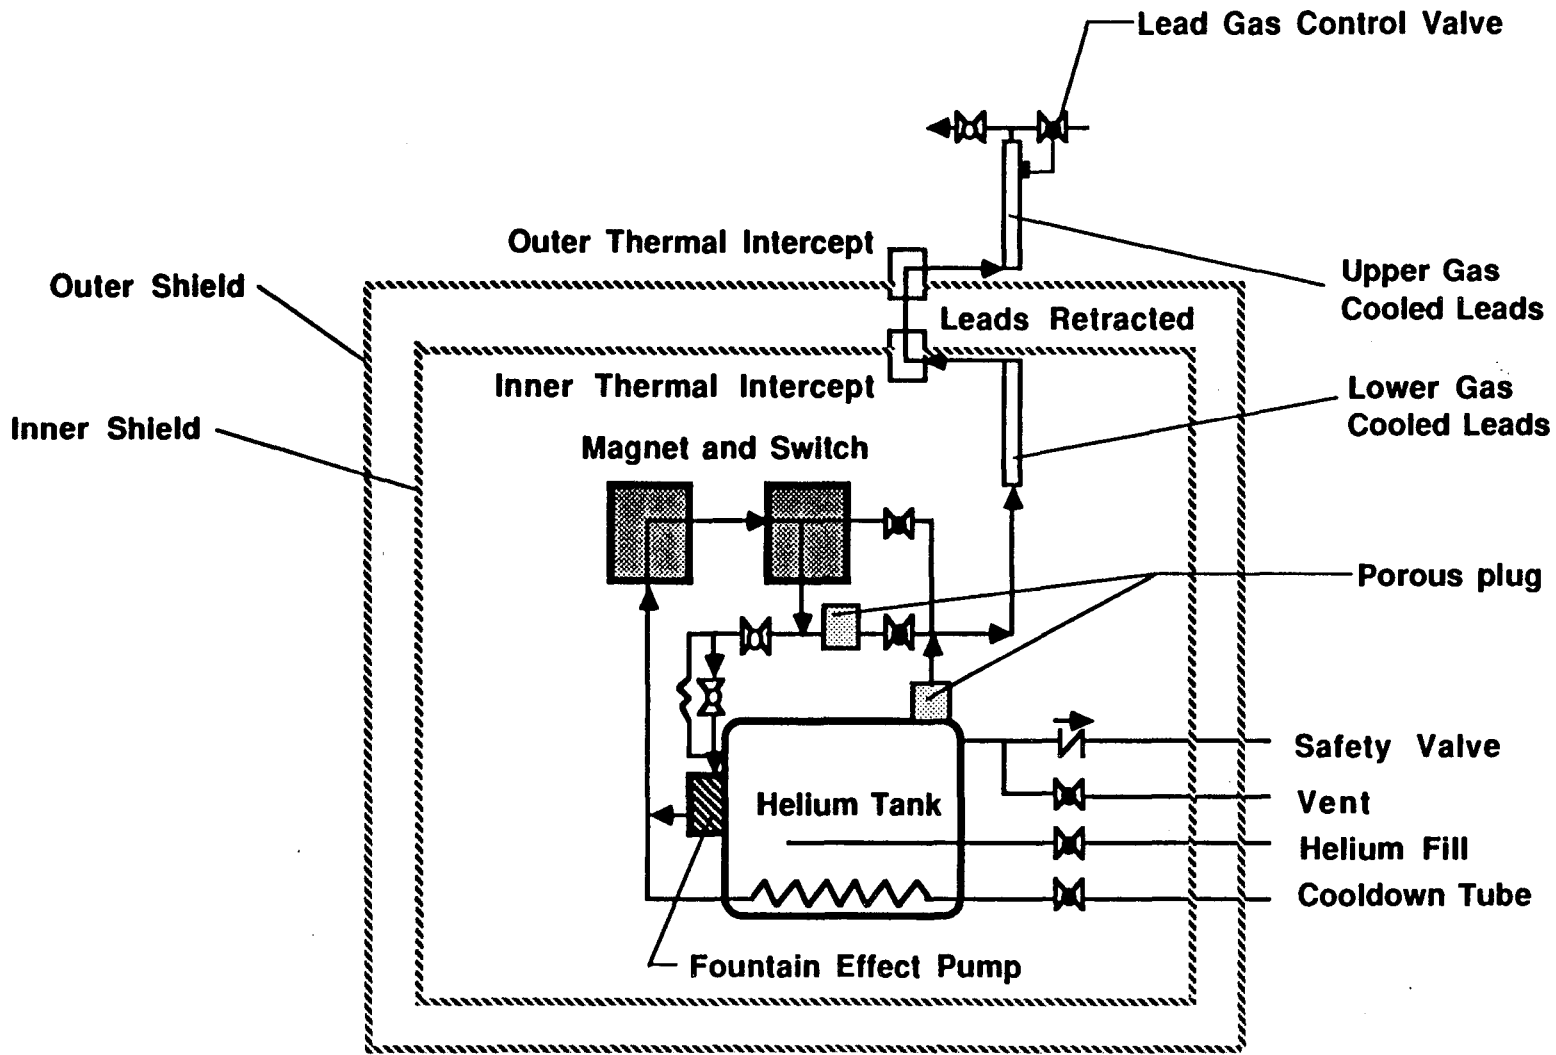 Lead Gas Control Valve
Outer Thermal Intercept
Outer Shield
Upper Gas
Cooled Leads
Leads Retracted
Inner Thermal Intercept
Lower Gas
Cooled Leads
Inner Shield
Magnet and Switch
Porous plug
Safety Valve
Helium Tank
Vent
Helium Fill
Cooldown Tube
Fountain Effect Pump